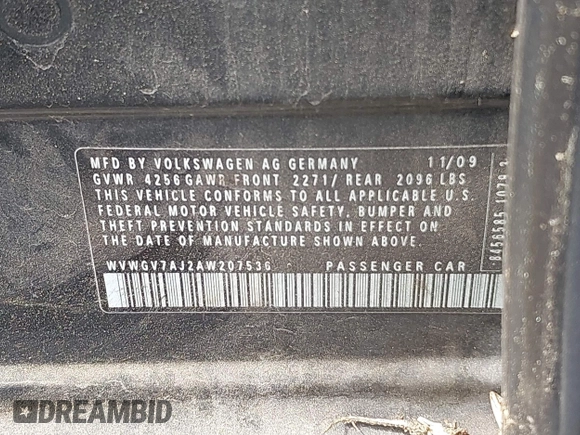 MFD BY VOLKSWAGEN AG GERMANY 11/09
GVWR 4256 GAWR FRONT 2271/ REAR 2096 LBS
THIS VEHICLE CONFORMS TO ALL APPLICABLE U.S.
FEDERAL MOTOR VEHICLE SAFETY, BUMPER AND
THEFT PREVENTION STANDARDS IN EFFECT ON
THE DATE OF MANUFACTURE SHOWN ABOVE.
WVWGV7AJ2AW207536 PASSENGER CAR
8456585 1079
DREAMBID